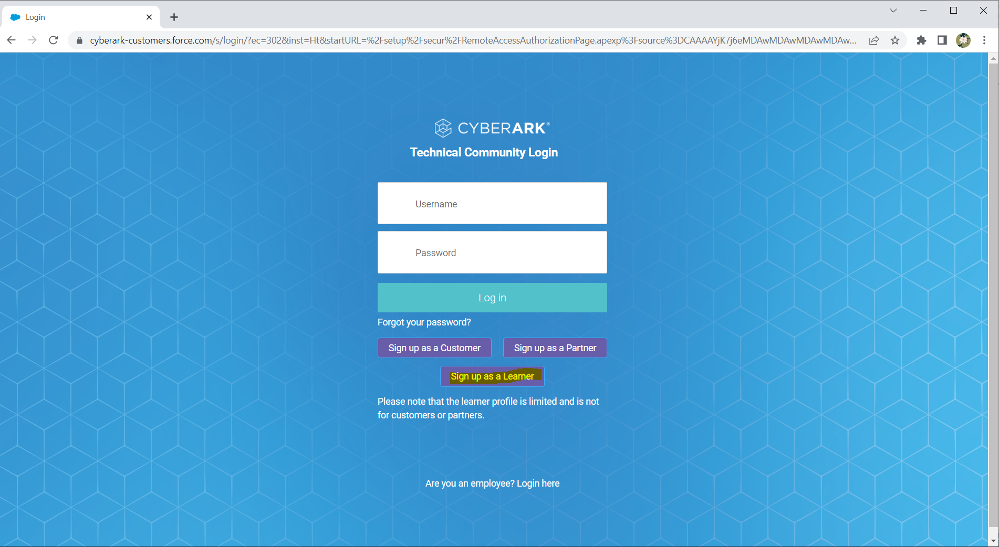 Login
cyberark-customers.force.com/s/login/?ec=302&inst=Ht&startURL=%2Fsetup%2Fsecur%2FRemoteAccessAuthorizationPage.apexp%3Fsource%3DCAAAAYjK7j6eMDAwMDAwMDAwMDAw...
CYBERARK®
Technical Community Login
Username
Password
Log in
Forgot your password?
Sign up as a Customer Sign up as a Partner
Sign up as a Learner
Please note that the learner profile is limited and is not
for customers or partners.
Are you an employee? Login here